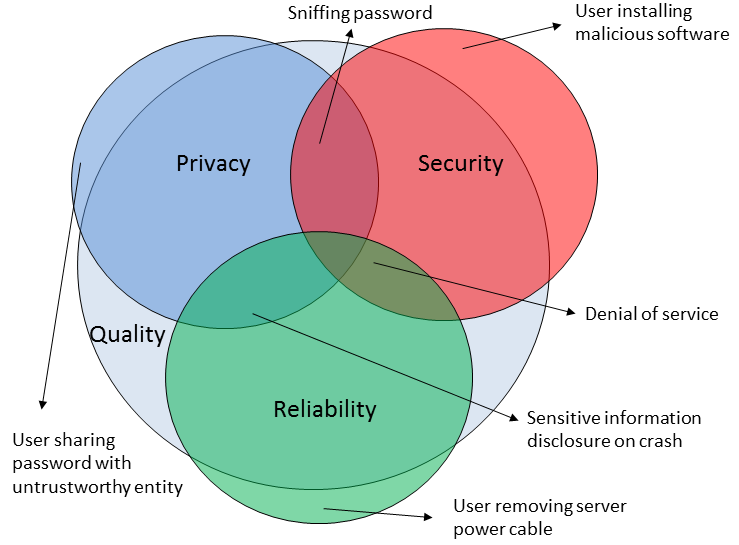 Sniffing password
User installing
malicious software
Privacy
Security
Denial of service
Quality
Reliability
Sensitive information
disclosure on crash
User sharing
password with
untrustworthy entity
User removing server
power cable